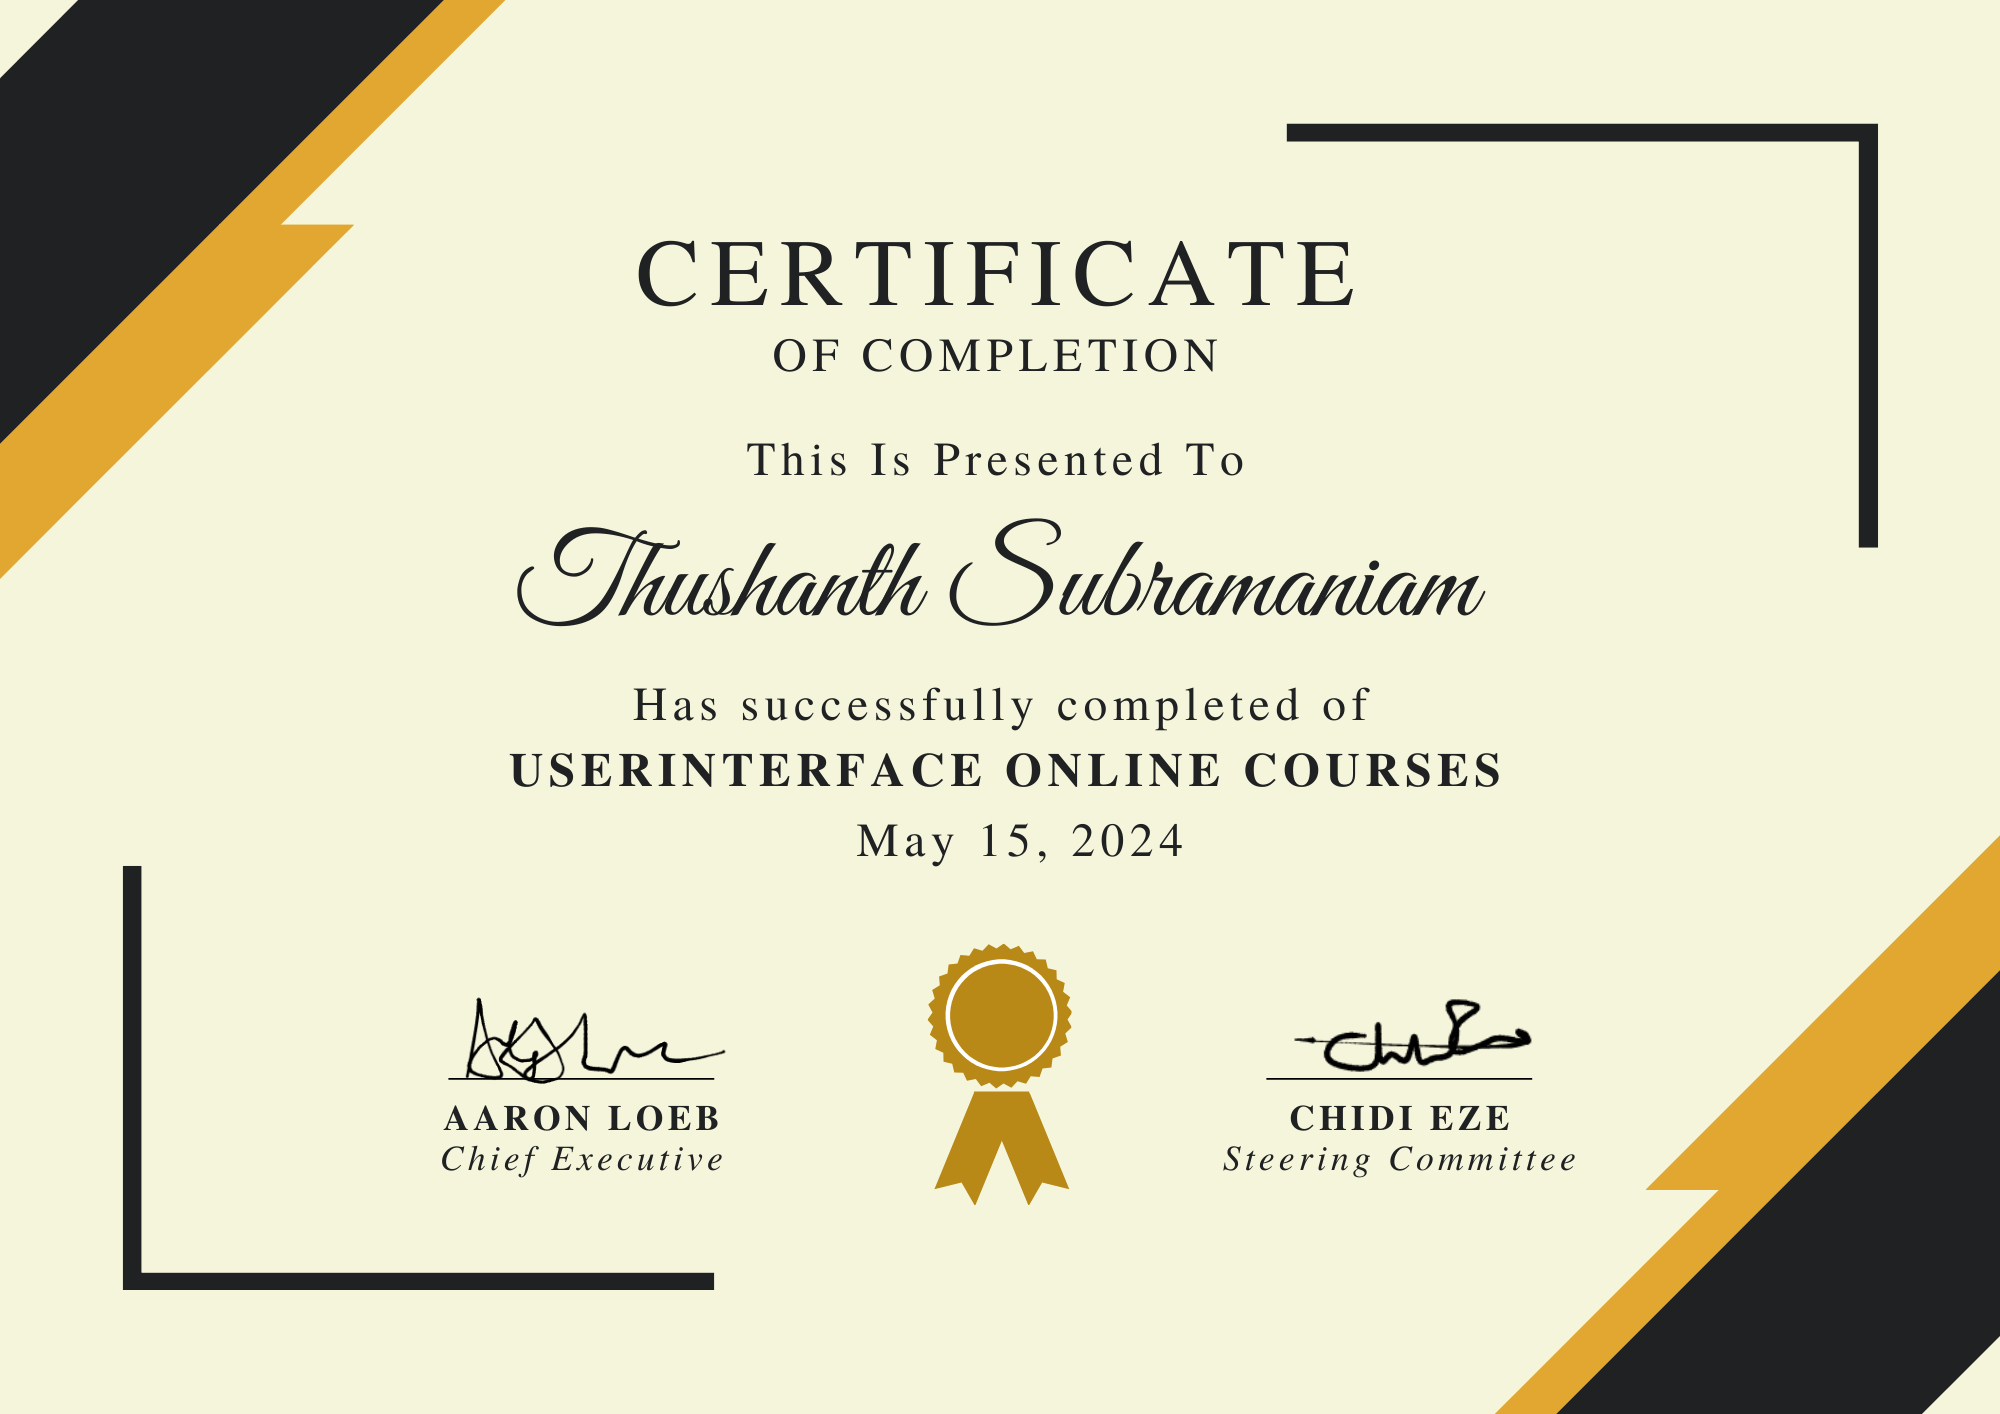 CERTIFICATE
OF COMPLETION
This Is Presented To
Thushanth Subramaniam
Has successfully completed of
USERINTERFACE ONLINE COURSES
May 15, 2024
AARON LOEB
Chief Executive
CHIDI EZE
Steering Committee